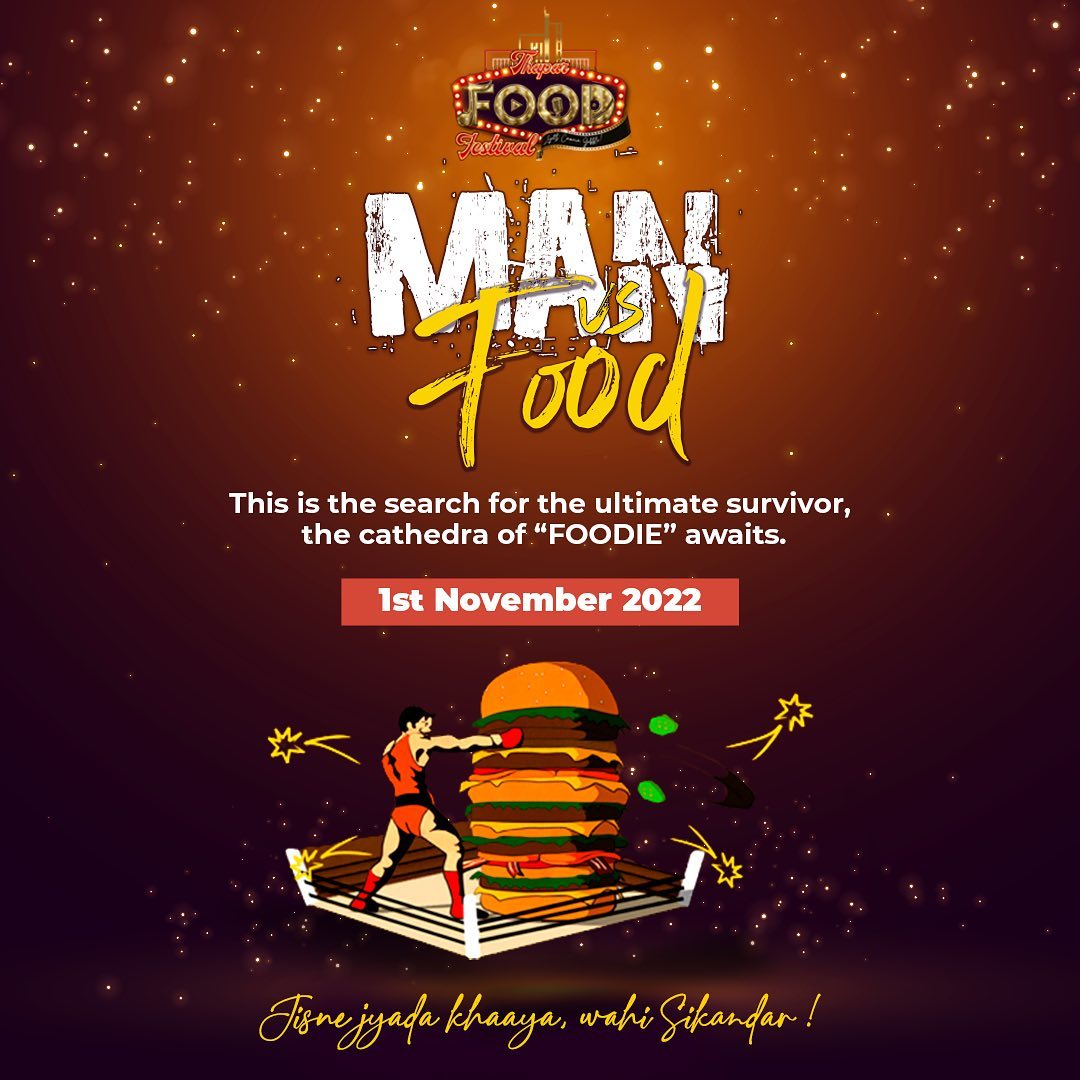 Thapar
FOOD
Festival
MAN
vs
Food
This is the search for the ultimate survivor,
the cathedra of “FOODIE” awaits.
1st November 2022
Jisne jyada khaaya, wahi Sikandar !